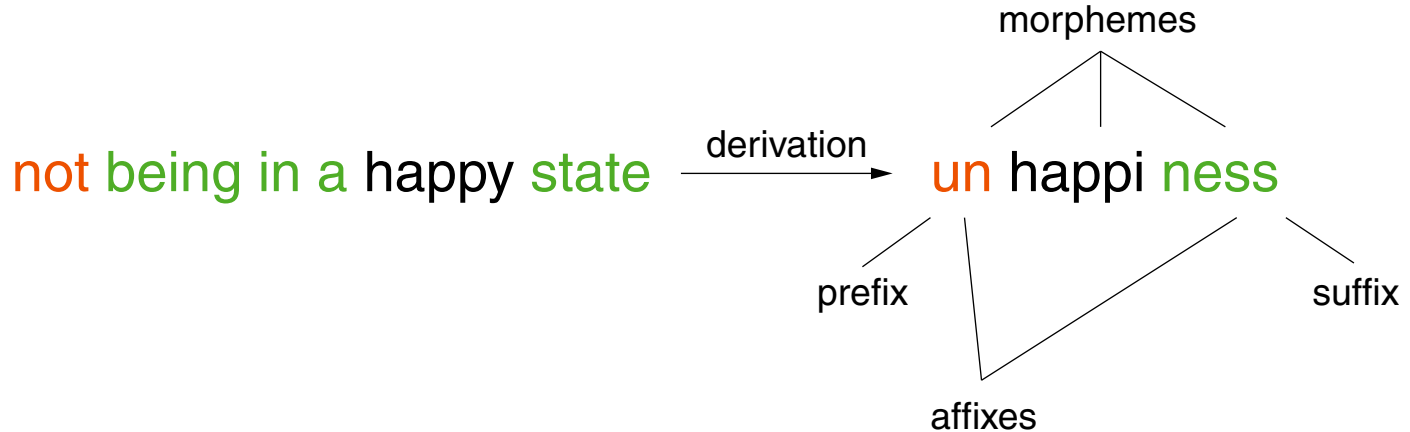 morphemes
derivation
not being in a happy state
un happi ness
prefix
suffix
affixes